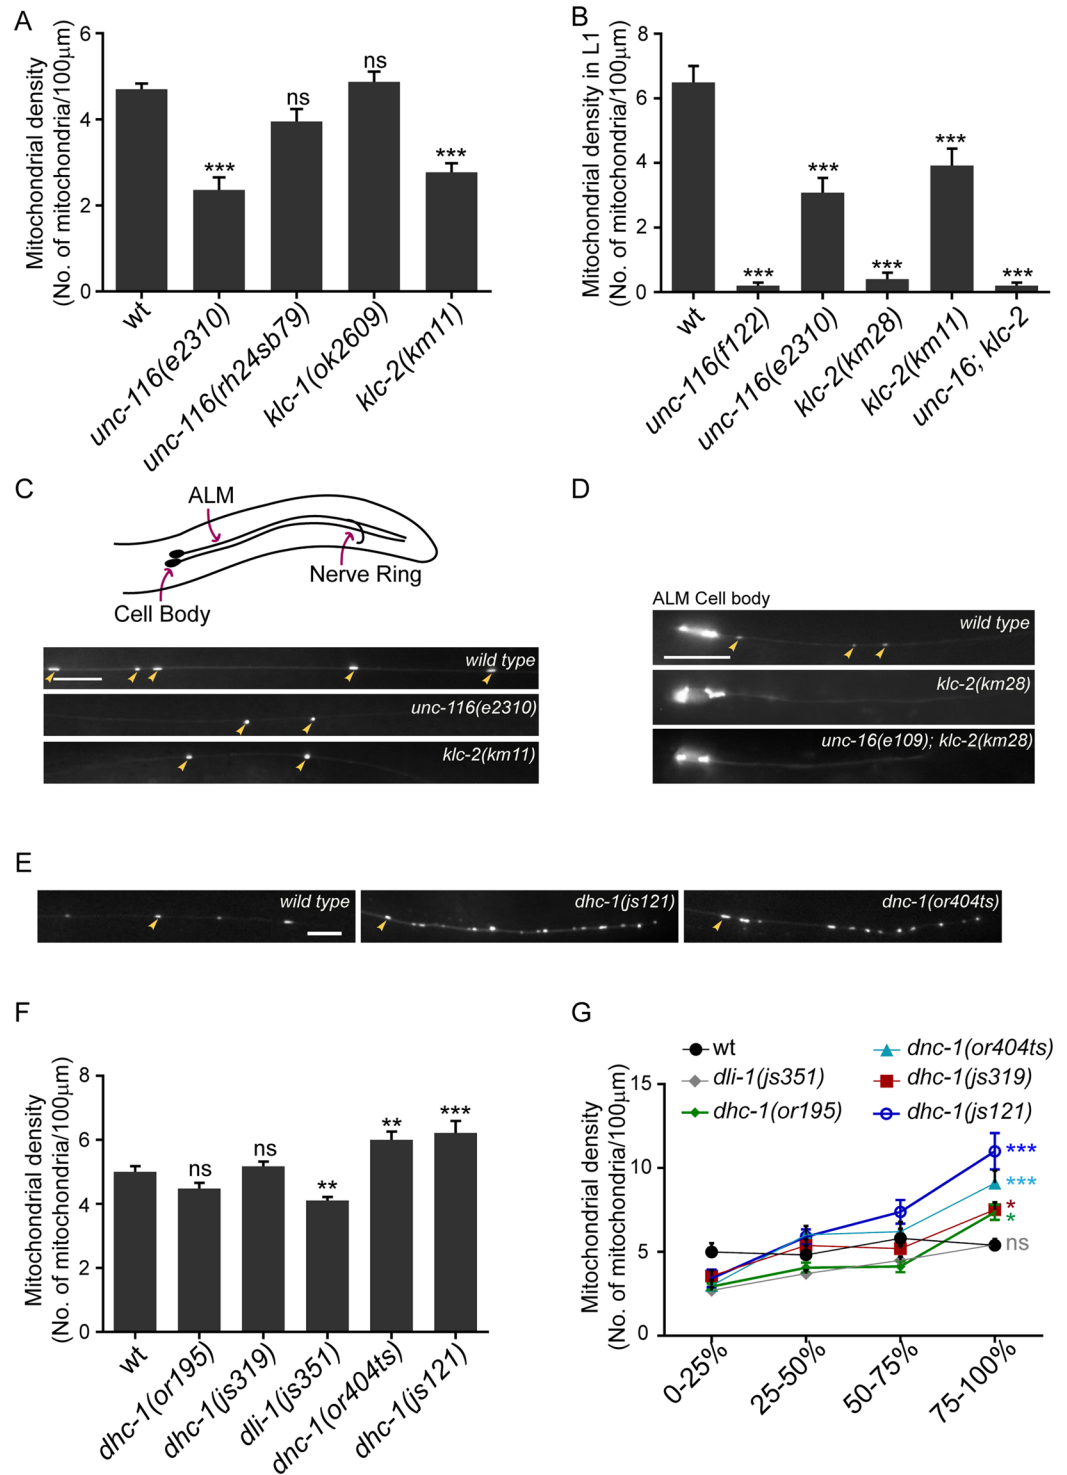 A
Mitochondrial density
(No. of mitochondria/100μm)
6
4
2
0
***
ns
ns
***
wt
unc-116(e2310)
unc-116(rh24sb79)
klc-1(ok2609)
klc-2(km11)
B
Mitochondrial density in L1
(No. of mitochondria/100μm)
8
6
4
2
0
***
***
***
***
***
wt
unc-116(f122)
unc-116(e2310)
klc-2(km28)
klc-2(km11)
unc-16; klc-2
C
ALM
Nerve Ring
Cell Body
wild type
unc-116(e2310)
klc-2(km11)
D
ALM Cell body
wild type
klc-2(km28)
unc-16(e109); klc-2(km28)
E
wild type
dhc-1(js121)
dnc-1(or404ts)
F
Mitochondrial density
(No. of mitochondria/100μm)
8
6
4
2
0
ns
ns
**
**
***
wt
dhc-1(or195)
dhc-1(js319)
dli-1(js351)
dnc-1(or404ts)
dhc-1(js121)
G
wt
dli-1(js351)
dhc-1(or195)
dnc-1(or404ts)
dhc-1(js319)
dhc-1(js121)
Mitochondrial density
(No. of mitochondria/100μm)
15
10
5
0
***
***
*
*
ns
0-25%
25-50%
50-75%
75-100%